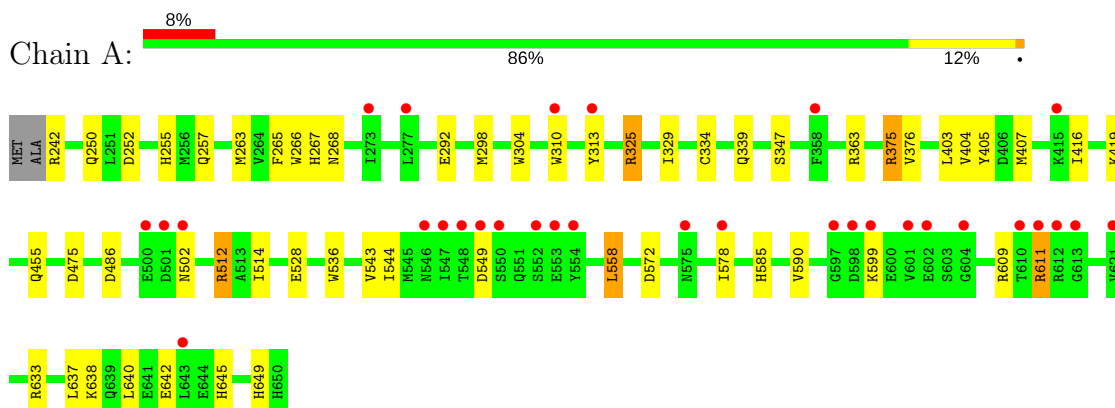 8%
Chain A:
86% 12% •
MET ALA R242 Q250 L251 D252 H255 M256 Q257 M263 V264 F265 W266 H267 N268 I273 L277 E292 M298 W304 W310 Y313 R325 I329 C334 Q339 S347 F358 R363 R375 V376 L403 V404 Y405 D406 M407 K415 I416
Q455 D475 D486 E500 D501 N502 R512 A513 I514 E528 W536 V543 I544 M545 N546 I547 T548 D549 S550 Q551 S552 E553 Y554 L558 D572 N575 I578 H585 V590 G597 D598 K599 E600 V601 E602 S603 G604 R609 T610 R611 R612 G613
R633 L637 K638 Q639 L640 E641 E642 L643 E644 H645 H649 H650